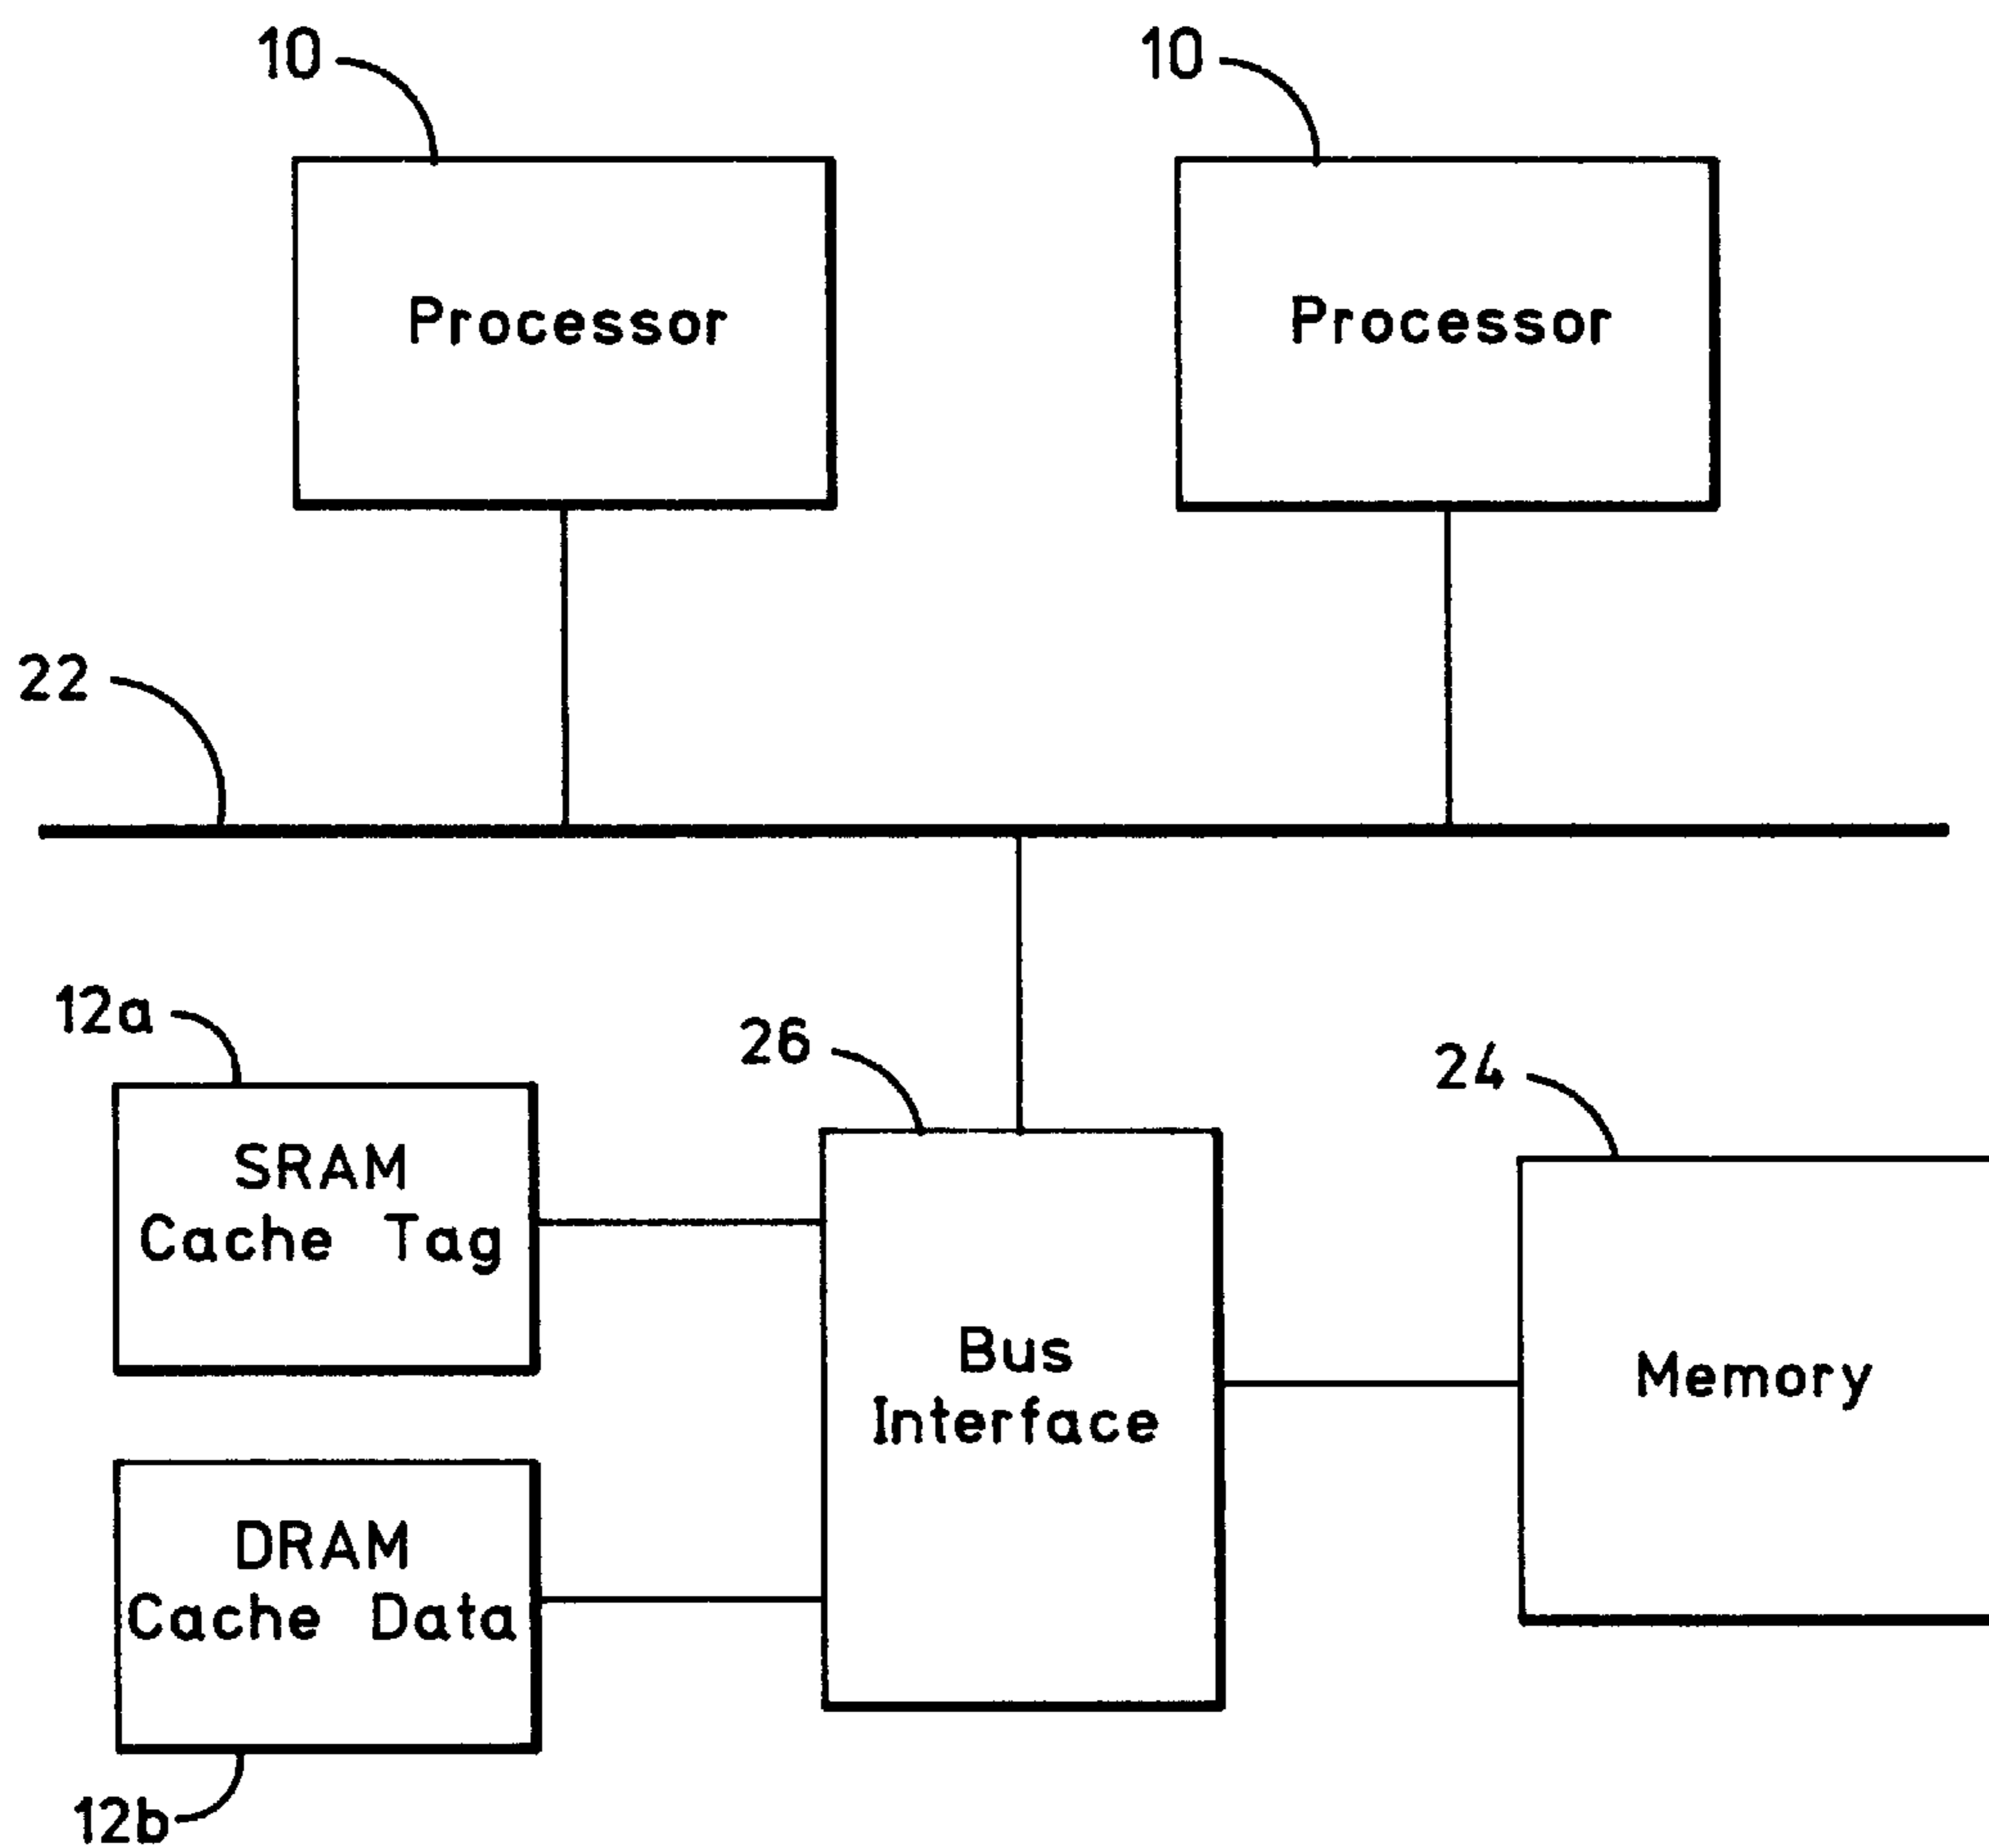 10
10
Processor
Processor
22
12a
26
24
SRAM
Cache Tag
Bus
Interface
Memory
DRAM
Cache Data
12b